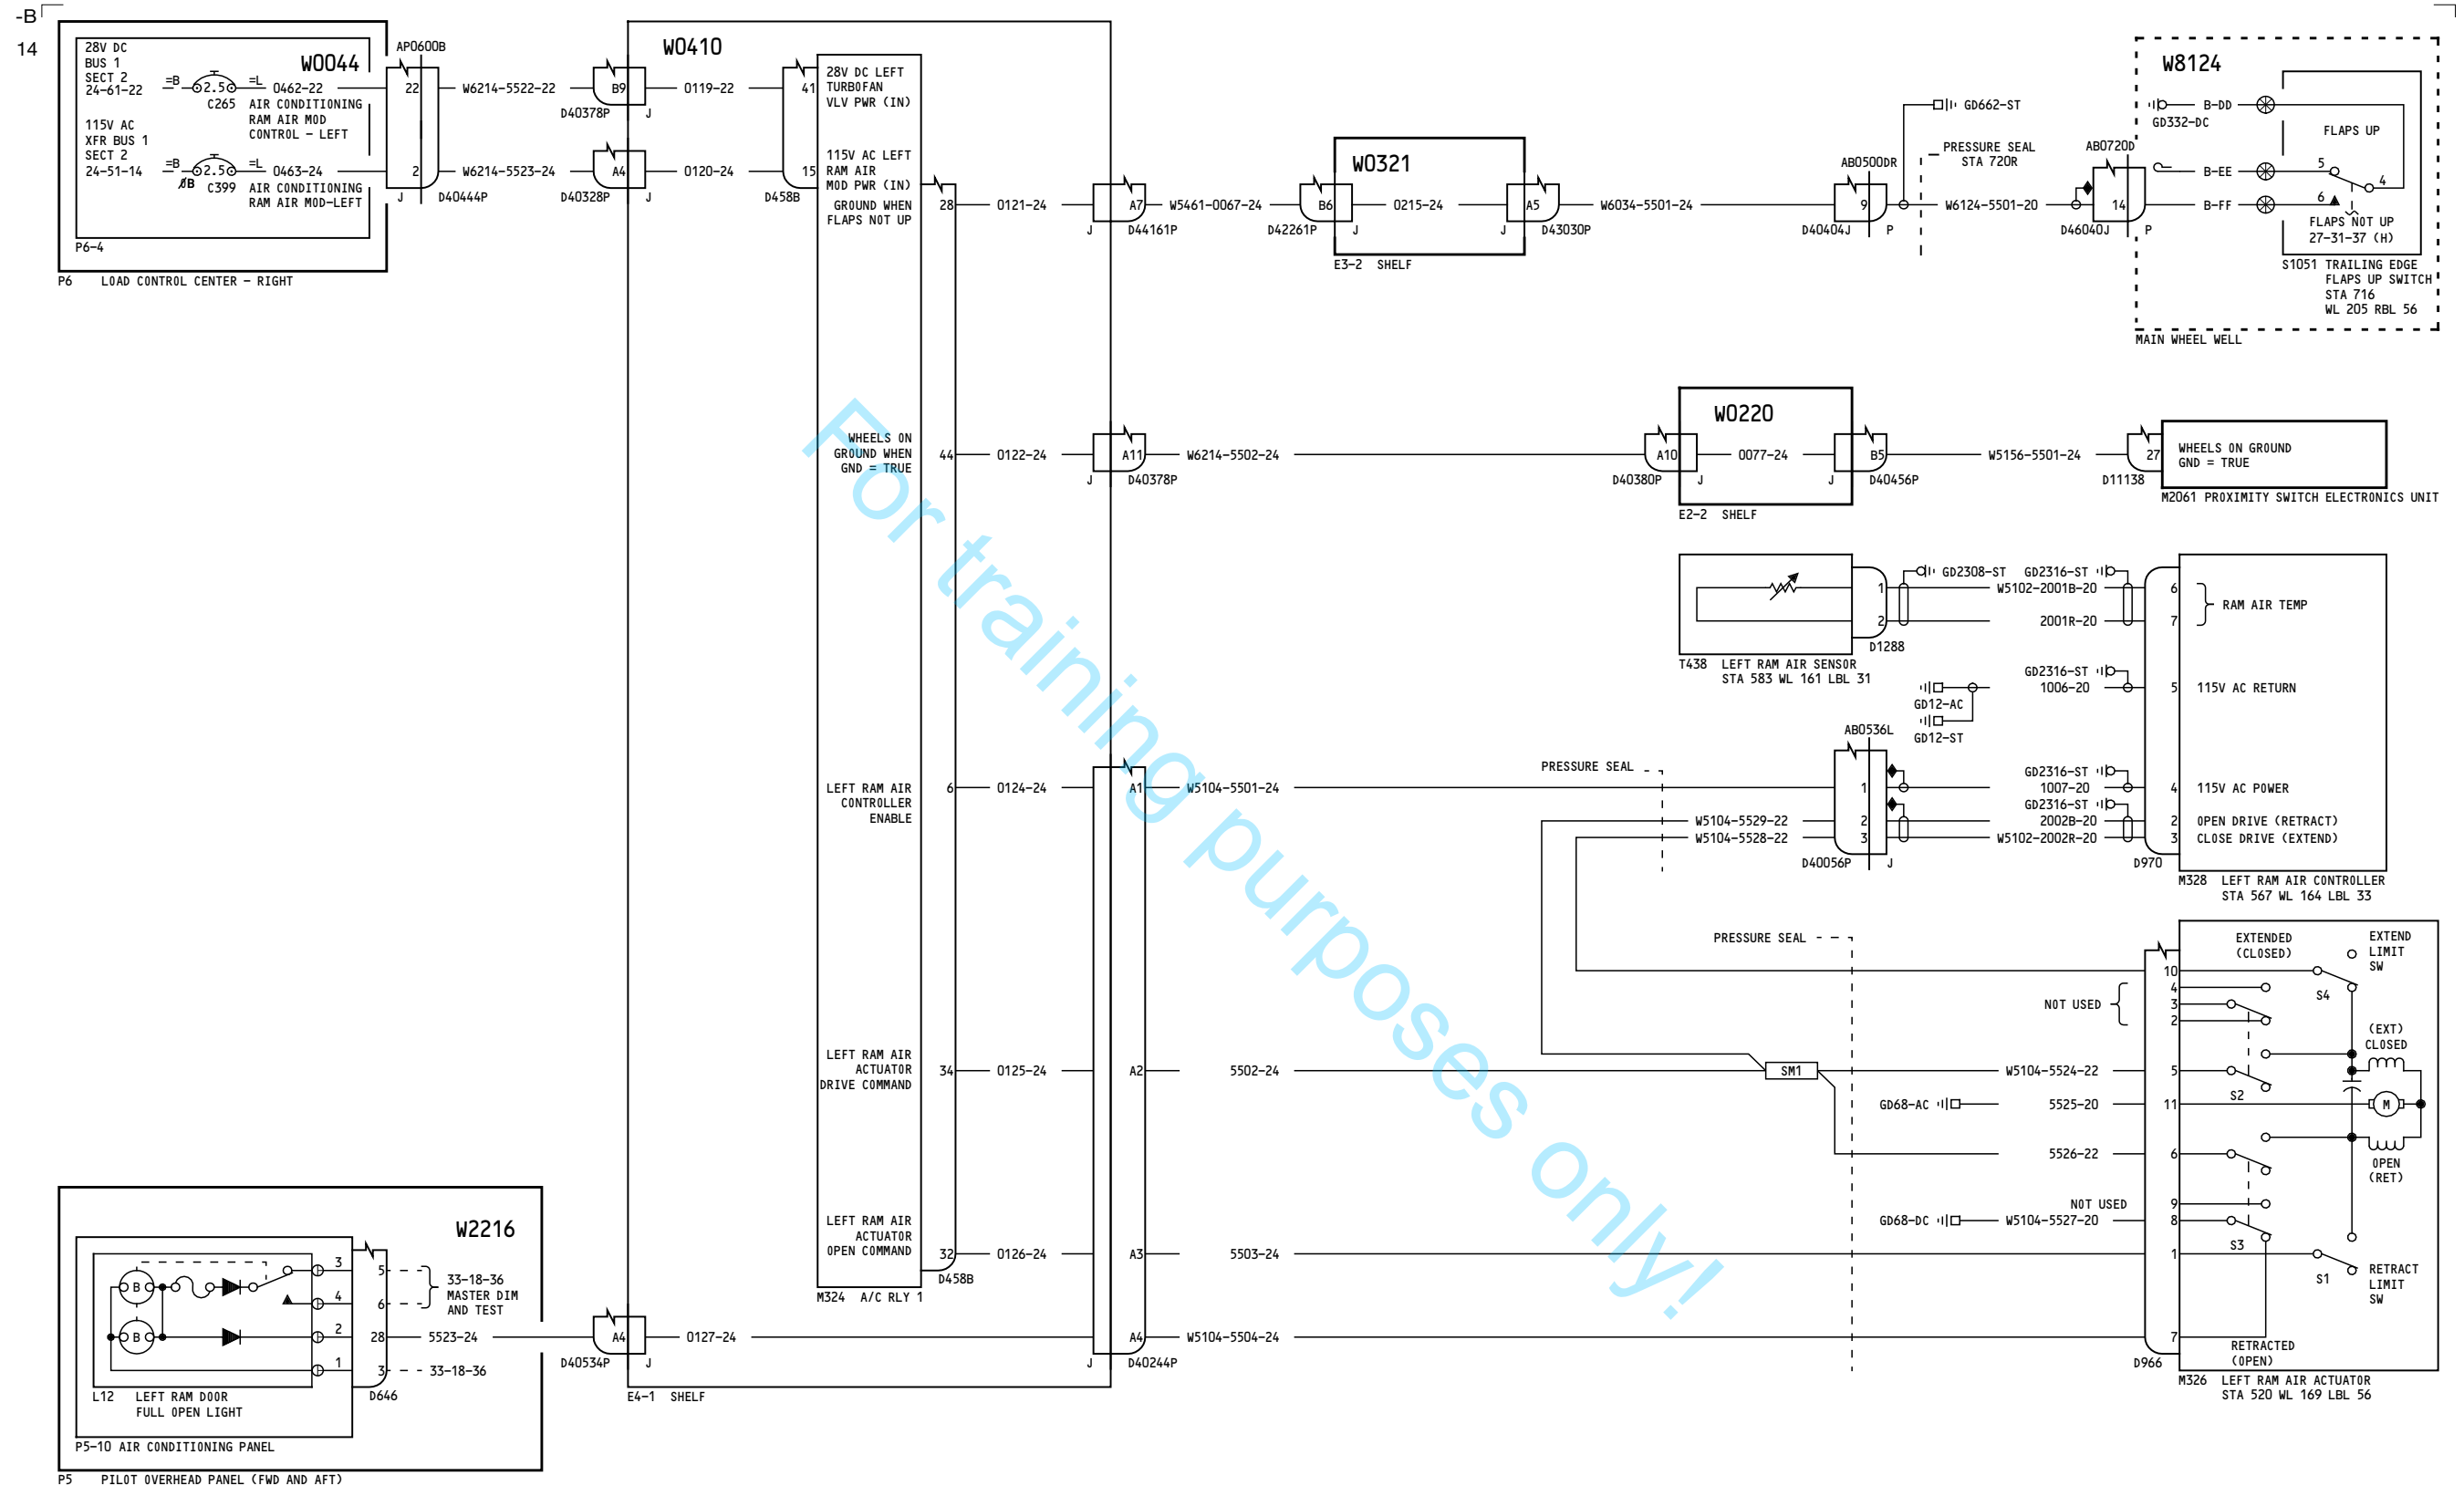 -B
14
28V DC
BUS 1
SECT 2
24-61-22
=B
2.5
=L
0462-22
C265
AIR CONDITIONING
RAM AIR MOD
CONTROL - LEFT
115V AC
XFR BUS 1
SECT 2
24-51-14
=B
2.5
=L
0463-24
ØB
C399
AIR CONDITIONING
RAM AIR MOD-LEFT
W0044
P6-4
P6 LOAD CONTROL CENTER - RIGHT
AP0600B
22
2
J
D40444P
W6214-5522-22
W6214-5523-24
B9
D40378P
J
A4
D40328P
J
W0410
0119-22
0120-24
41
15
D458B
28V DC LEFT
TURBOFAN
VLV PWR (IN)
115V AC LEFT
RAM AIR
MOD PWR (IN)
GROUND WHEN
FLAPS NOT UP
28
0121-24
A7
J
D44161P
W5461-0067-24
B6
D42261P
J
W0321
0215-24
A5
J
D43030P
E3-2 SHELF
W6034-5501-24
AB0500DR
9
D40404J
P
GD662-ST
PRESSURE SEAL
STA 720R
W6124-5501-20
AB0720D
14
D46040J
P
W8124
GD332-DC
B-DD
B-EE
B-FF
FLAPS UP
5
4
6
FLAPS NOT UP
27-31-37 (H)
S1051 TRAILING EDGE
FLAPS UP SWITCH
STA 716
WL 205 RBL 56
MAIN WHEEL WELL
WHEELS ON
GROUND WHEN
GND = TRUE
44
0122-24
A11
J
D40378P
W6214-5502-24
A10
D40380P
J
W0220
0077-24
B5
J
D40456P
E2-2 SHELF
W5156-5501-24
27
D11138
WHEELS ON GROUND
GND = TRUE
M2061 PROXIMITY SWITCH ELECTRONICS UNIT
1
2
D1288
T438 LEFT RAM AIR SENSOR
STA 583 WL 161 LBL 31
GD2308-ST
GD2316-ST
W5102-2001B-20
2001R-20
6
7
RAM AIR TEMP
GD2316-ST
1006-20
5
115V AC RETURN
GD12-AC
GD12-ST
AB0536L
LEFT RAM AIR
CONTROLLER
ENABLE
6
0124-24
A1
W5104-5501-24
PRESSURE SEAL
W5104-5529-22
W5104-5528-22
1
2
3
D40056P
J
GD2316-ST
1007-20
GD2316-ST
2002B-20
W5102-2002R-20
4
2
3
115V AC POWER
OPEN DRIVE (RETRACT)
CLOSE DRIVE (EXTEND)
D970
M328 LEFT RAM AIR CONTROLLER
STA 567 WL 164 LBL 33
PRESSURE SEAL
EXTENDED
(CLOSED)
EXTEND
LIMIT
SW
10
4
3
2
NOT USED
S4
(EXT)
CLOSED
LEFT RAM AIR
ACTUATOR
DRIVE COMMAND
34
0125-24
A2
5502-24
SM1
W5104-5524-22
5
S2
GD68-AC
5525-20
11
M
5526-22
6
OPEN
(RET)
NOT USED
9
GD68-DC
W5104-5527-20
8
S3
LEFT RAM AIR
ACTUATOR
OPEN COMMAND
32
0126-24
D458B
A3
5503-24
1
S1
RETRACT
LIMIT
SW
M324 A/C RLY 1
W2216
B
B
3
4
2
1
5
6
28
3
33-18-36
MASTER DIM
AND TEST
5523-24
33-18-36
D646
L12 LEFT RAM DOOR
FULL OPEN LIGHT
P5-10 AIR CONDITIONING PANEL
P5 PILOT OVERHEAD PANEL (FWD AND AFT)
A4
D40534P
J
0127-24
E4-1 SHELF
A4
J
D40244P
W5104-5504-24
7
D966
RETRACTED
(OPEN)
M326 LEFT RAM AIR ACTUATOR
STA 520 WL 169 LBL 56
For training purposes only!